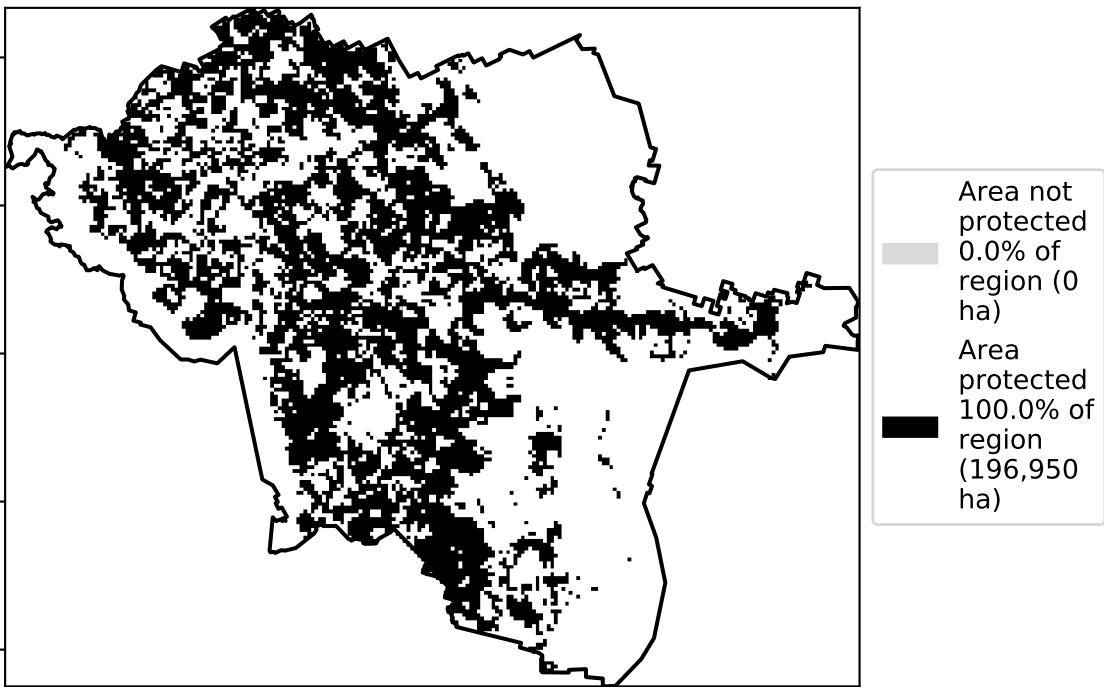 Area not
protected
0.0% of
region (0
ha)
Area
protected
100.0% of
region
(196,950
ha)